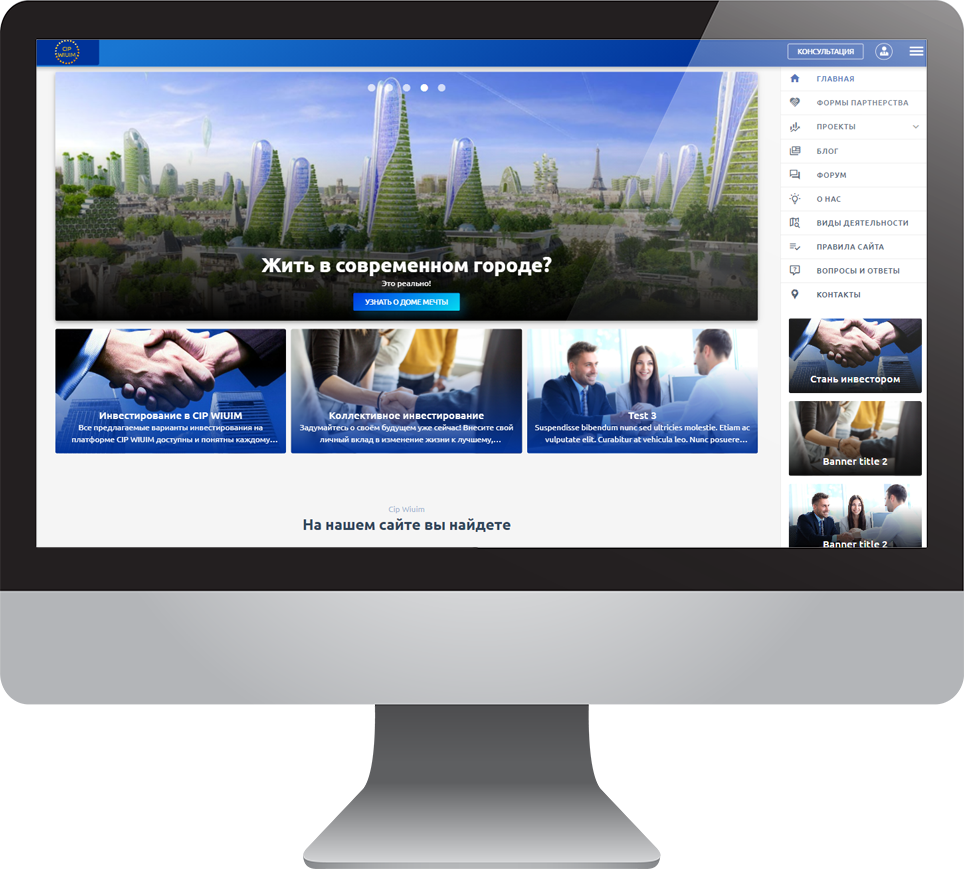 CIP
WIUIM
КОНСУЛЬТАЦИЯ
Жить в современном городе?
Это реально!
УЗНАТЬ О ДОМЕ МЕЧТЫ
Инвестирование в CIP WIUIM
Все предлагаемые варианты инвестирования на
платформе CIP WIUIM доступны и понятны каждому...
Коллективное инвестирование
Задумайтесь о своём будущем уже сейчас! Внесите свой
личный вклад в изменение жизни к лучшему,...
Test 3
Suspendisse bibendum nunc sed ultricies molestie. Etiam ac
vulputate elit. Curabitur at vehicula leo. Nunc posuere...
Cip Wiuim
На нашем сайте вы найдете
ГЛАВНАЯ
ФОРМЫ ПАРТНЕРСТВА
ПРОЕКТЫ
БЛОГ
ФОРУМ
О НАС
ВИДЫ ДЕЯТЕЛЬНОСТИ
ПРАВИЛА САЙТА
ВОПРОСЫ И ОТВЕТЫ
КОНТАКТЫ
Стань инвестором
Banner title 2
Banner title 2